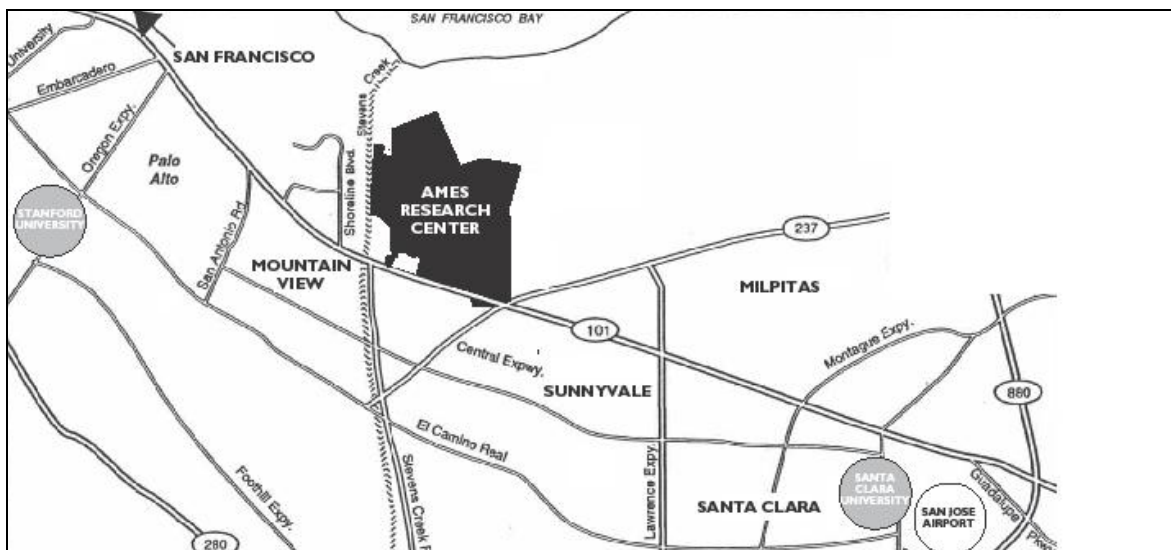 SAN FRANCISCO BAY
University
SAN FRANCISCO
Embarcadero
Stevens Creek
Oregon Expy.
Palo
Alto
Shoreline Blvd.
AMES
RESEARCH
CENTER
STANFORD
UNIVERSITY
San Antonio Rd
237
MOUNTAIN
VIEW
MILPITAS
101
Montague Expy.
Central Expwy.
SUNNYVALE
880
El Camino Real
Foothill Expy.
Stevens Creek
Lawrence Expy.
SANTA CLARA
SANTA
CLARA
UNIVERSITY
Guadalupe
Pkwy
SAN JOSE
AIRPORT
280